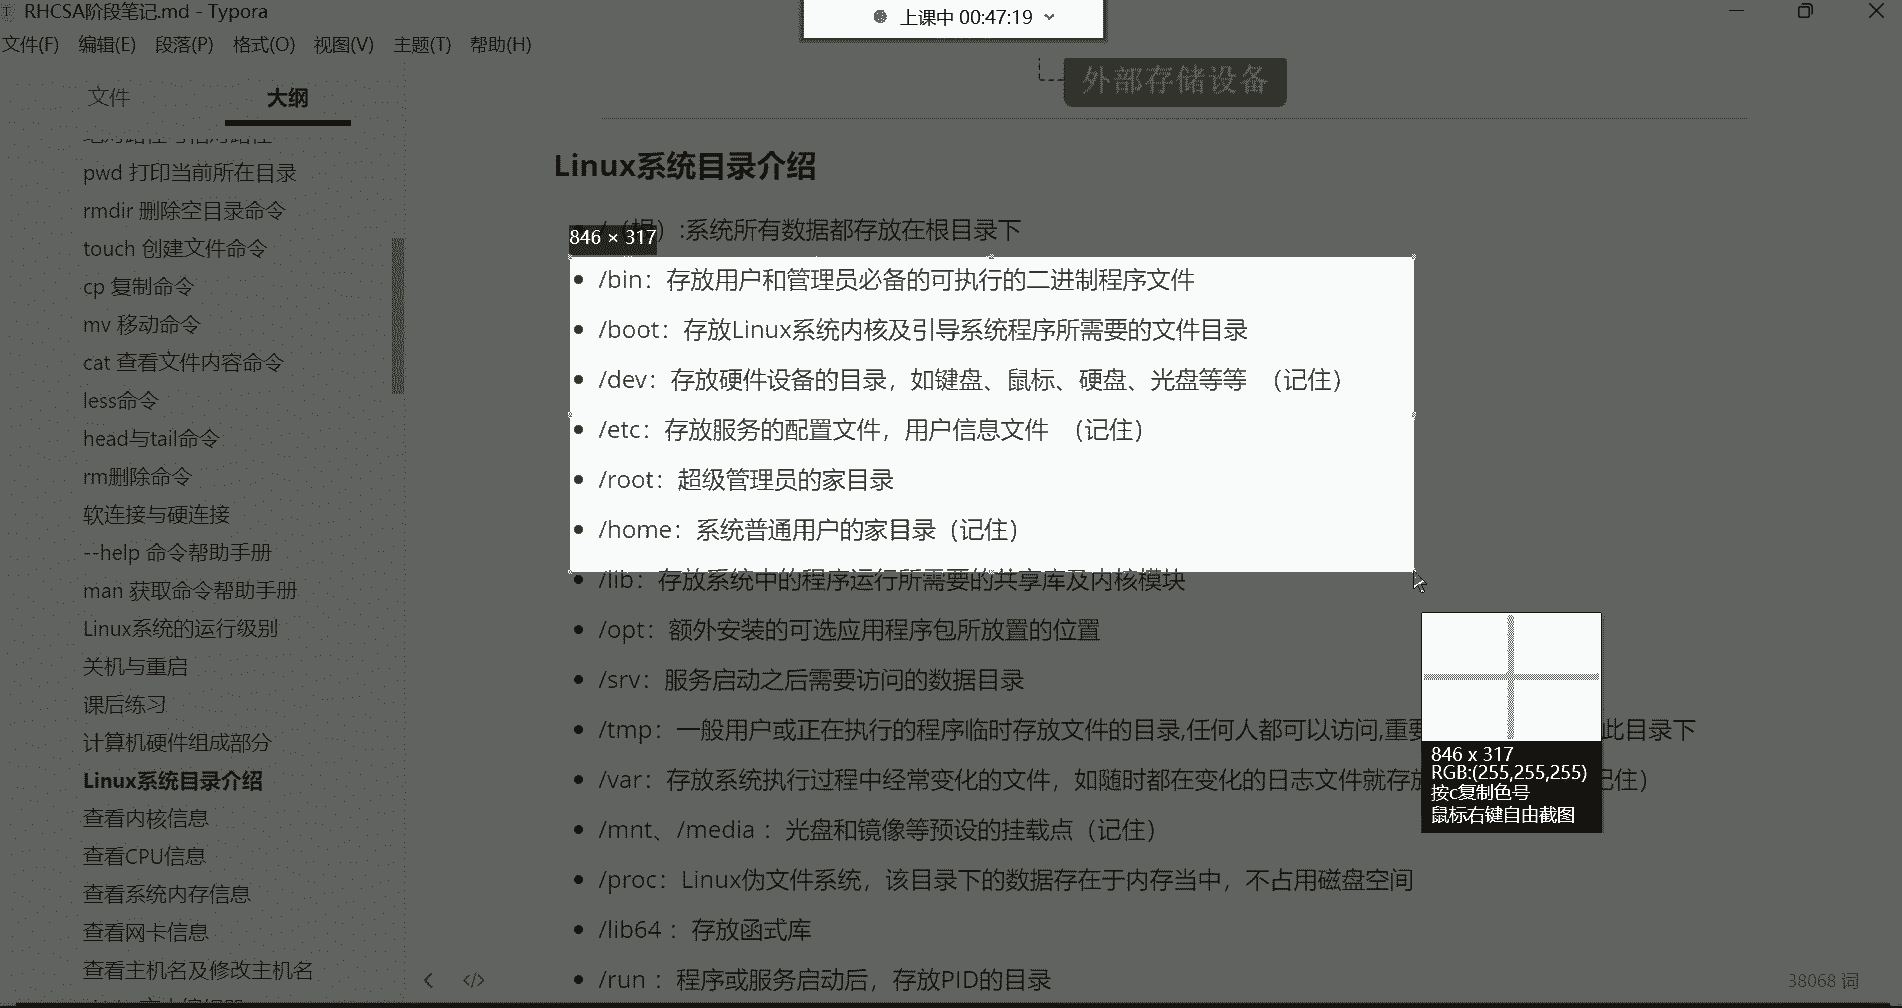 RHCSA阶段笔记.md - Typora
上课中 00:47:19
文件(F) 编辑(E) 段落(P) 格式(O) 视图(V) 主题(T) 帮助(H)
文件 大纲
pwd 打印当前所在目录
rmdir 删除空目录命令
touch 创建文件命令
cp 复制命令
mv 移动命令
cat 查看文件内容命令
less命令
head与tail命令
rm删除命令
软连接与硬连接
--help 命令帮助手册
man 获取命令帮助手册
Linux系统的运行级别
关机与重启
课后练习
计算机硬件组成部分
Linux系统目录介绍
查看内核信息
查看CPU信息
查看系统内存信息
查看网卡信息
查看主机名及修改主机名
外部存储设备
Linux系统目录介绍
）:系统所有数据都存放在根目录下
846 × 317
/bin：存放用户和管理员必备的可执行的二进制程序文件
/boot：存放Linux系统内核及引导系统程序所需要的文件目录
/dev：存放硬件设备的目录，如键盘、鼠标、硬盘、光盘等等 （记住）
/etc：存放服务的配置文件，用户信息文件 （记住）
/root：超级管理员的家目录
/home：系统普通用户的家目录（记住）
/lib：存放系统中的程序运行所需要的共享库及内核模块
/opt：额外安装的可选应用程序包所放置的位置
/srv：服务启动之后需要访问的数据目录
/tmp：一般用户或正在执行的程序临时存放文件的目录,任何人都可以访问,重要 此目录下
/var：存放系统执行过程中经常变化的文件，如随时都在变化的日志文件就存放 记住）
/mnt、/media ：光盘和镜像等预设的挂载点（记住）
/proc：Linux伪文件系统，该目录下的数据存在于内存当中，不占用磁盘空间
/lib64 ：存放函式库
/run ：程序或服务启动后，存放PID的目录
846 x 317
RGB:(255,255,255)
按c复制色号
鼠标右键自由截图
38068 词